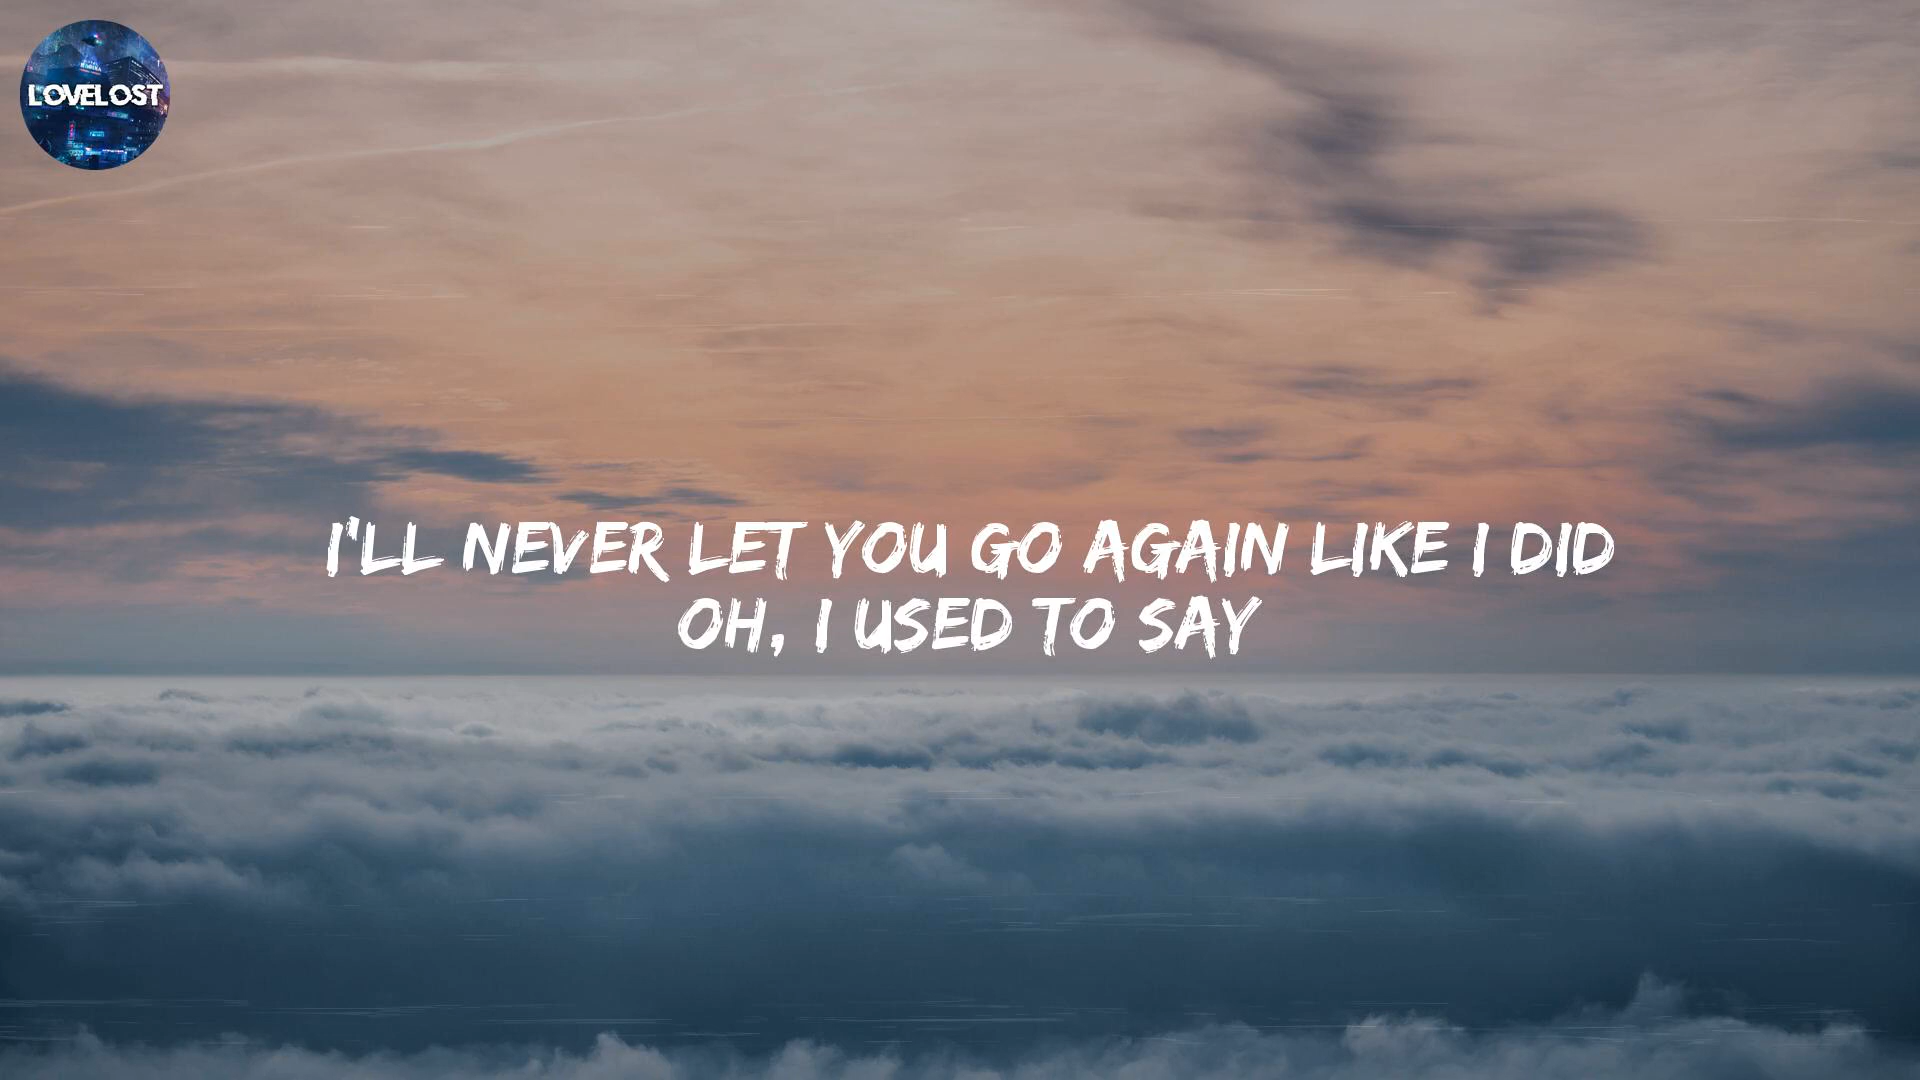 LOVELOST
I'LL NEVER LET YOU GO AGAIN LIKE I DID
OH, I USED TO SAY